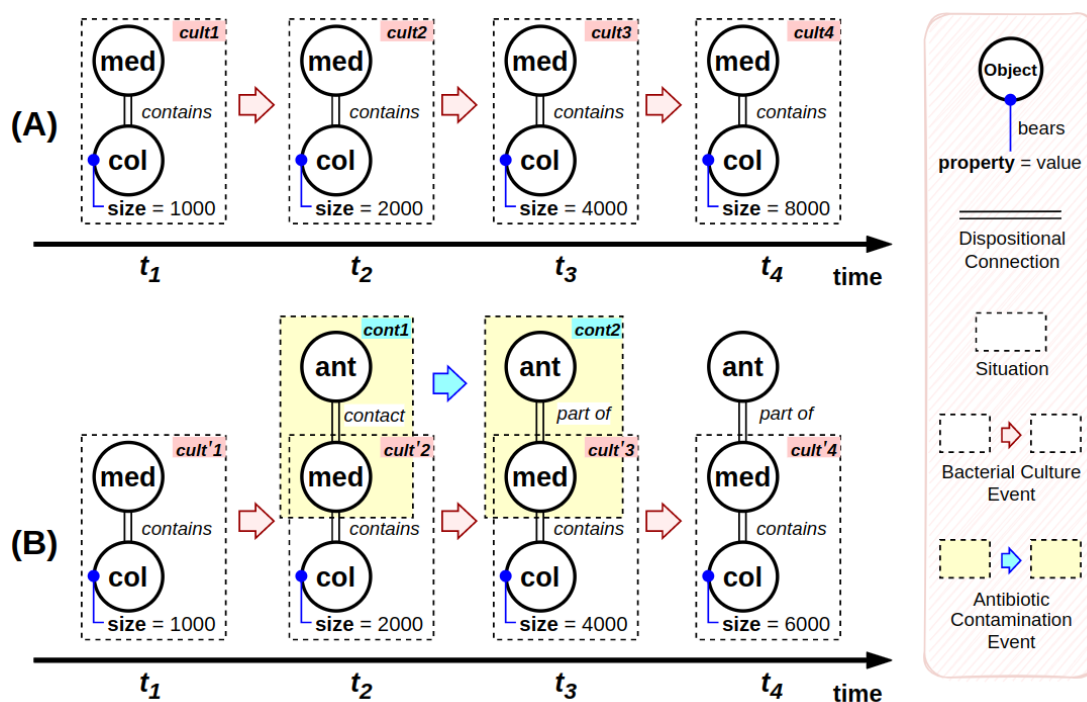 (A)
cult1
med
contains
col
size = 1000
cult2
med
contains
col
size = 2000
cult3
med
contains
col
size = 4000
cult4
med
contains
col
size = 8000
t1
t2
t3
t4
time
(B)
cult'1
med
contains
col
size = 1000
cont1
ant
contact
cult'2
med
contains
col
size = 2000
cont2
ant
part of
cult'3
med
contains
col
size = 4000
ant
part of
cult'4
med
contains
col
size = 6000
t1
t2
t3
t4
time
Object
bears
property = value
Dispositional
Connection
Situation
Bacterial Culture
Event
Antibiotic
Contamination
Event